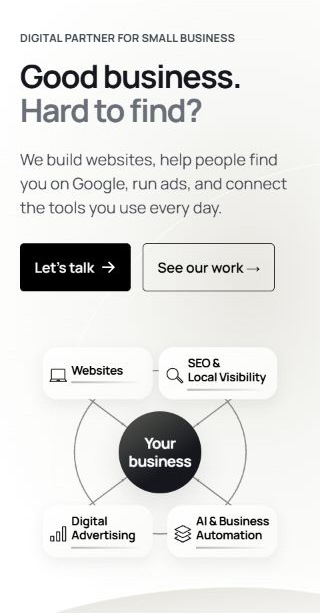 DIGITAL PARTNER FOR SMALL BUSINESS
Good business.
Hard to find?
We build websites, help people find
you on Google, run ads, and connect
the tools you use every day.
Let's talk →
See our work →
Websites
SEO &
Local Visibility
Your
business
Digital
Advertising
AI & Business
Automation